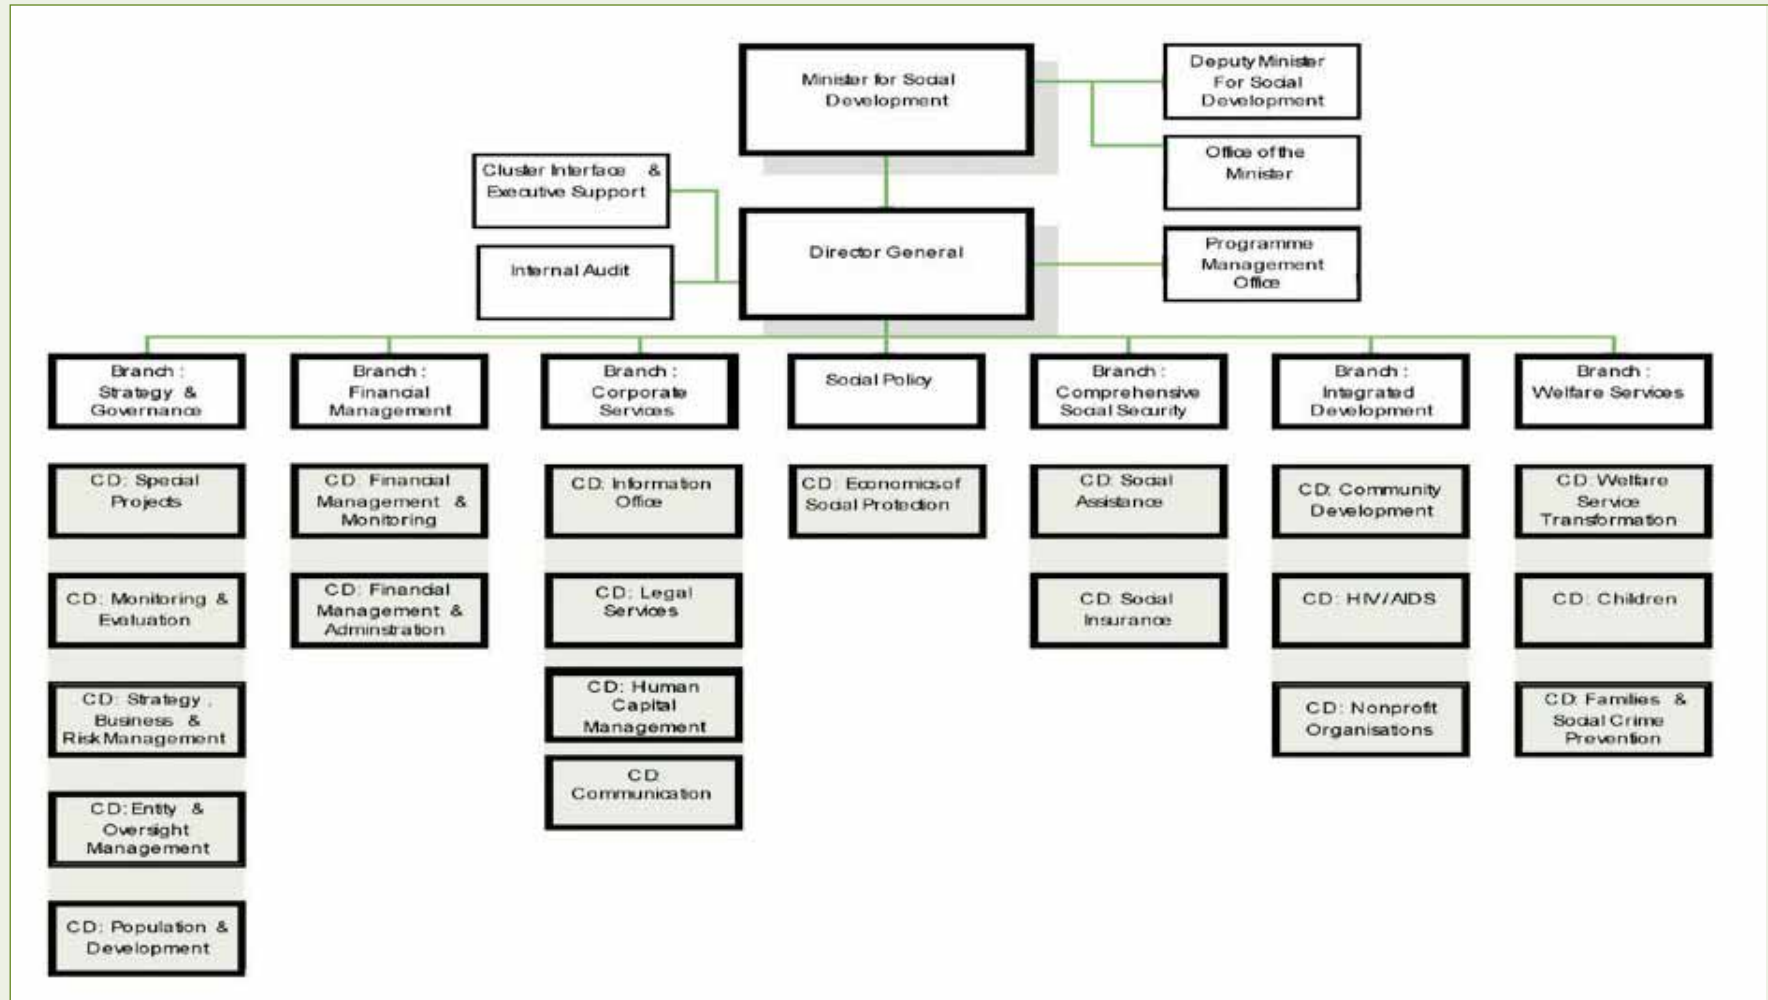 Minister for Social
Development
Deputy Minister
For Social
Development
Office of the
Minister
Cluster Interface &
Executive Support
Internal Audit
Director General
Programme
Management
Office
Branch :
Strategy &
Governance
Branch :
Financial
Management
Branch :
Corporate
Services
Social Policy
Branch :
Comprehensive
Social Security
Branch :
Integrated
Development
Branch :
Welfare Services
CD: Special
Projects
CD: Financial
Management &
Monitoring
CD: Information
Office
CD: Economics of
Social Protection
CD: Social
Assistance
CD: Community
Development
CD: Welfare
Service
Transformation
CD: Monitoring &
Evaluation
CD: Financial
Management &
Adminstration
CD: Legal
Services
CD: Social
Insurance
CD: HIV/AIDS
CD: Children
CD: Strategy ,
Business &
Risk Management
CD: Human
Capital
Management
CD: Nonprofit
Organisations
CD: Families &
Social Crime
Prevention
CD:
Communication
CD: Entity &
Oversight
Management
CD: Population &
Development